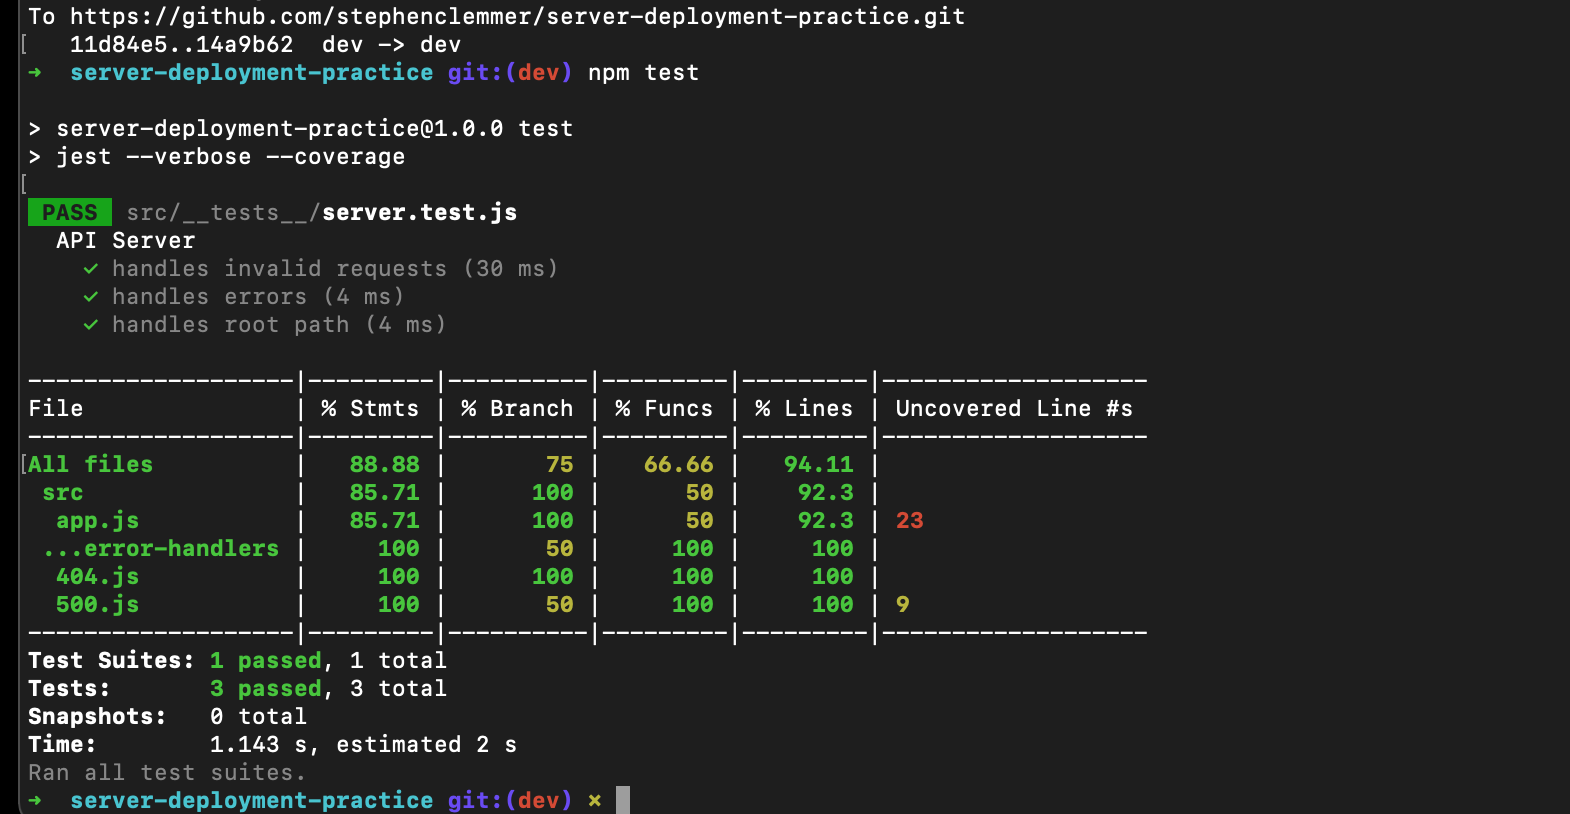 To https://github.com/stephenclemmer/server-deployment-practice.git
[   11d84e5..14a9b62  dev -> dev
➜  server-deployment-practice git:(dev) npm test
> server-deployment-practice@1.0.0 test
> jest --verbose --coverage
[
PASS src/__tests__/server.test.js
  API Server
    ✓ handles invalid requests (30 ms)
    ✓ handles errors (4 ms)
    ✓ handles root path (4 ms)
-------------------|---------|----------|---------|---------|-------------------
File               | % Stmts | % Branch | % Funcs | % Lines | Uncovered Line #s
-------------------|---------|----------|---------|---------|-------------------
[All files          |   88.88 |       75 |   66.66 |   94.11 |
 src               |   85.71 |      100 |      50 |    92.3 |
  app.js           |   85.71 |      100 |      50 |    92.3 | 23
 ...error-handlers |     100 |       50 |     100 |     100 |
  404.js           |     100 |      100 |     100 |     100 |
  500.js           |     100 |       50 |     100 |     100 | 9
-------------------|---------|----------|---------|---------|-------------------
Test Suites: 1 passed, 1 total
Tests:       3 passed, 3 total
Snapshots:   0 total
Time:        1.143 s, estimated 2 s
Ran all test suites.
➜  server-deployment-practice git:(dev) ×